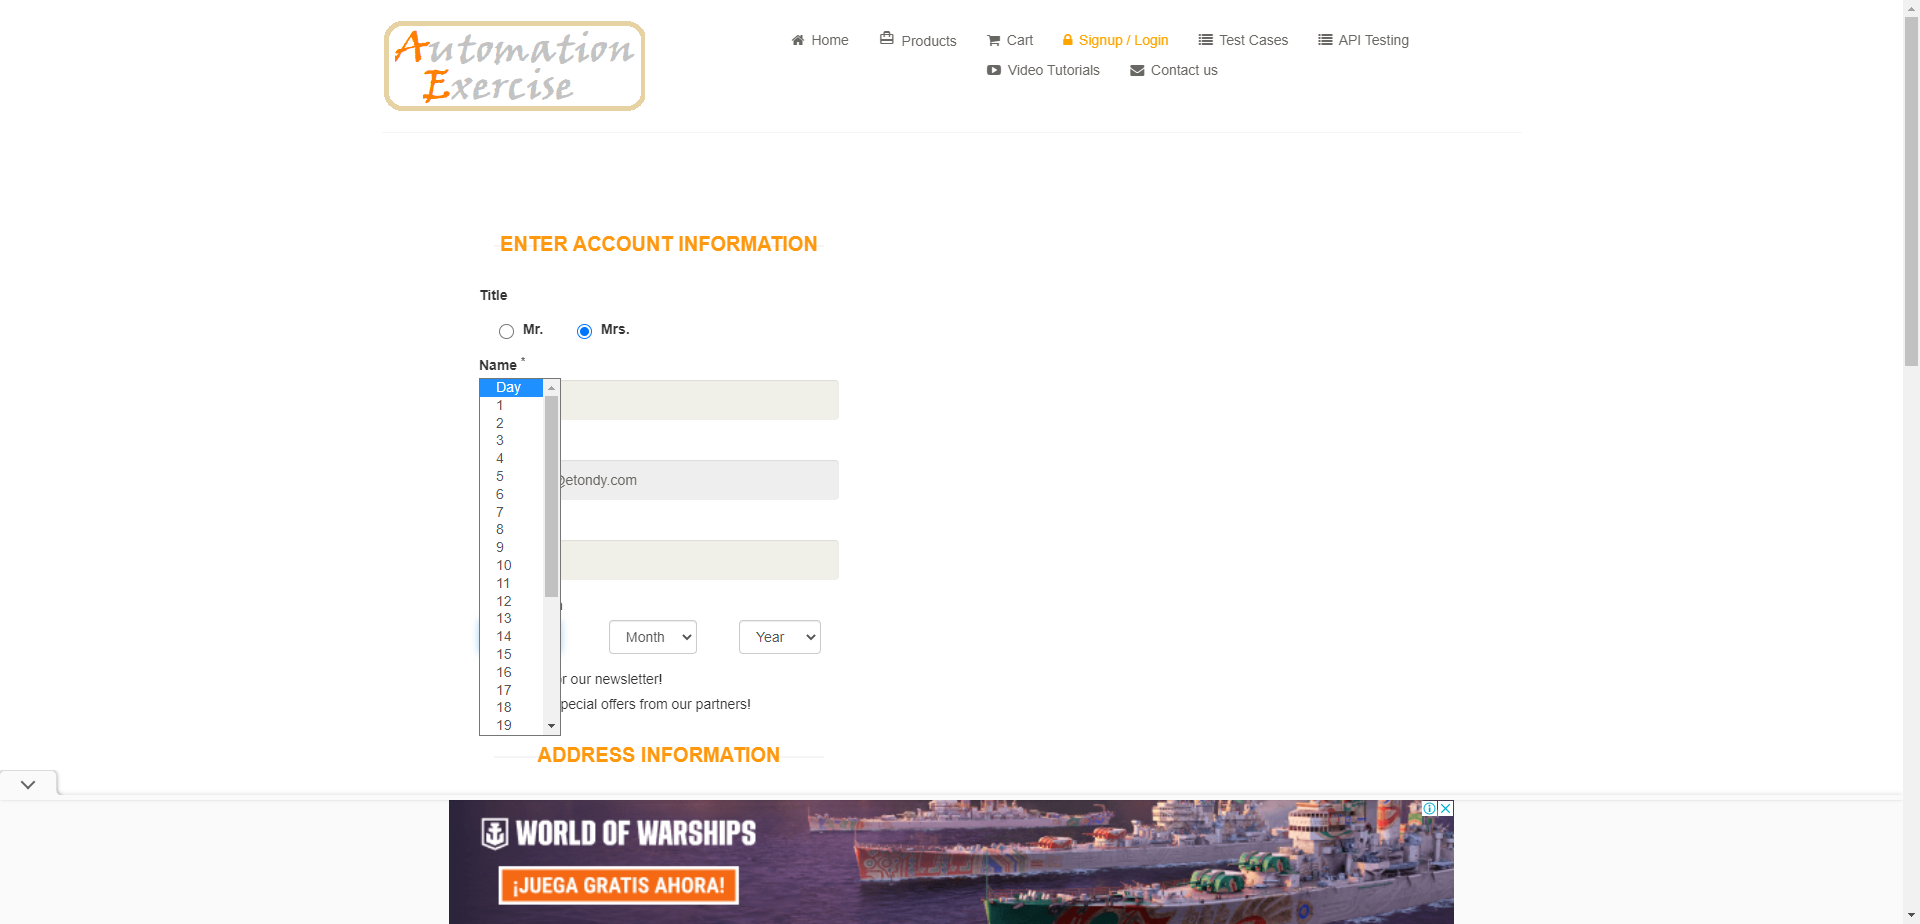 Automation
Exercise
Home
Products
Cart
Signup / Login
Test Cases
API Testing
Video Tutorials
Contact us
ENTER ACCOUNT INFORMATION
Title
Mr.
Mrs.
Name *
Day
1
2
3
4
5
6
7
8
9
10
11
12
13
14
15
16
17
18
19
@etondy.com
Month
Year
our newsletter!
pecial offers from our partners!
ADDRESS INFORMATION
WORLD OF WARSHIPS
¡JUEGA GRATIS AHORA!